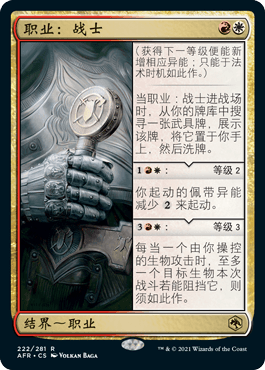 职业：战士
（获得下一等级便能新
增相应异能；只能于法
术时机如此作。）
当职业：战士进战场
时，从你的牌库中搜
寻一张武具牌，展示
该牌，将它置于你手
上，然后洗牌。
1：等级 2
你起动的佩带异能
减少 2 来起动。
3：等级 3
每当一个由你操控
的生物攻击时，至多
一个目标生物本次
战斗若能阻挡它，则
须如此作。
结界～职业
222/281 R
AFR • CS VOLKAN BAGA
™ & © 2021 Wizards of the Coast